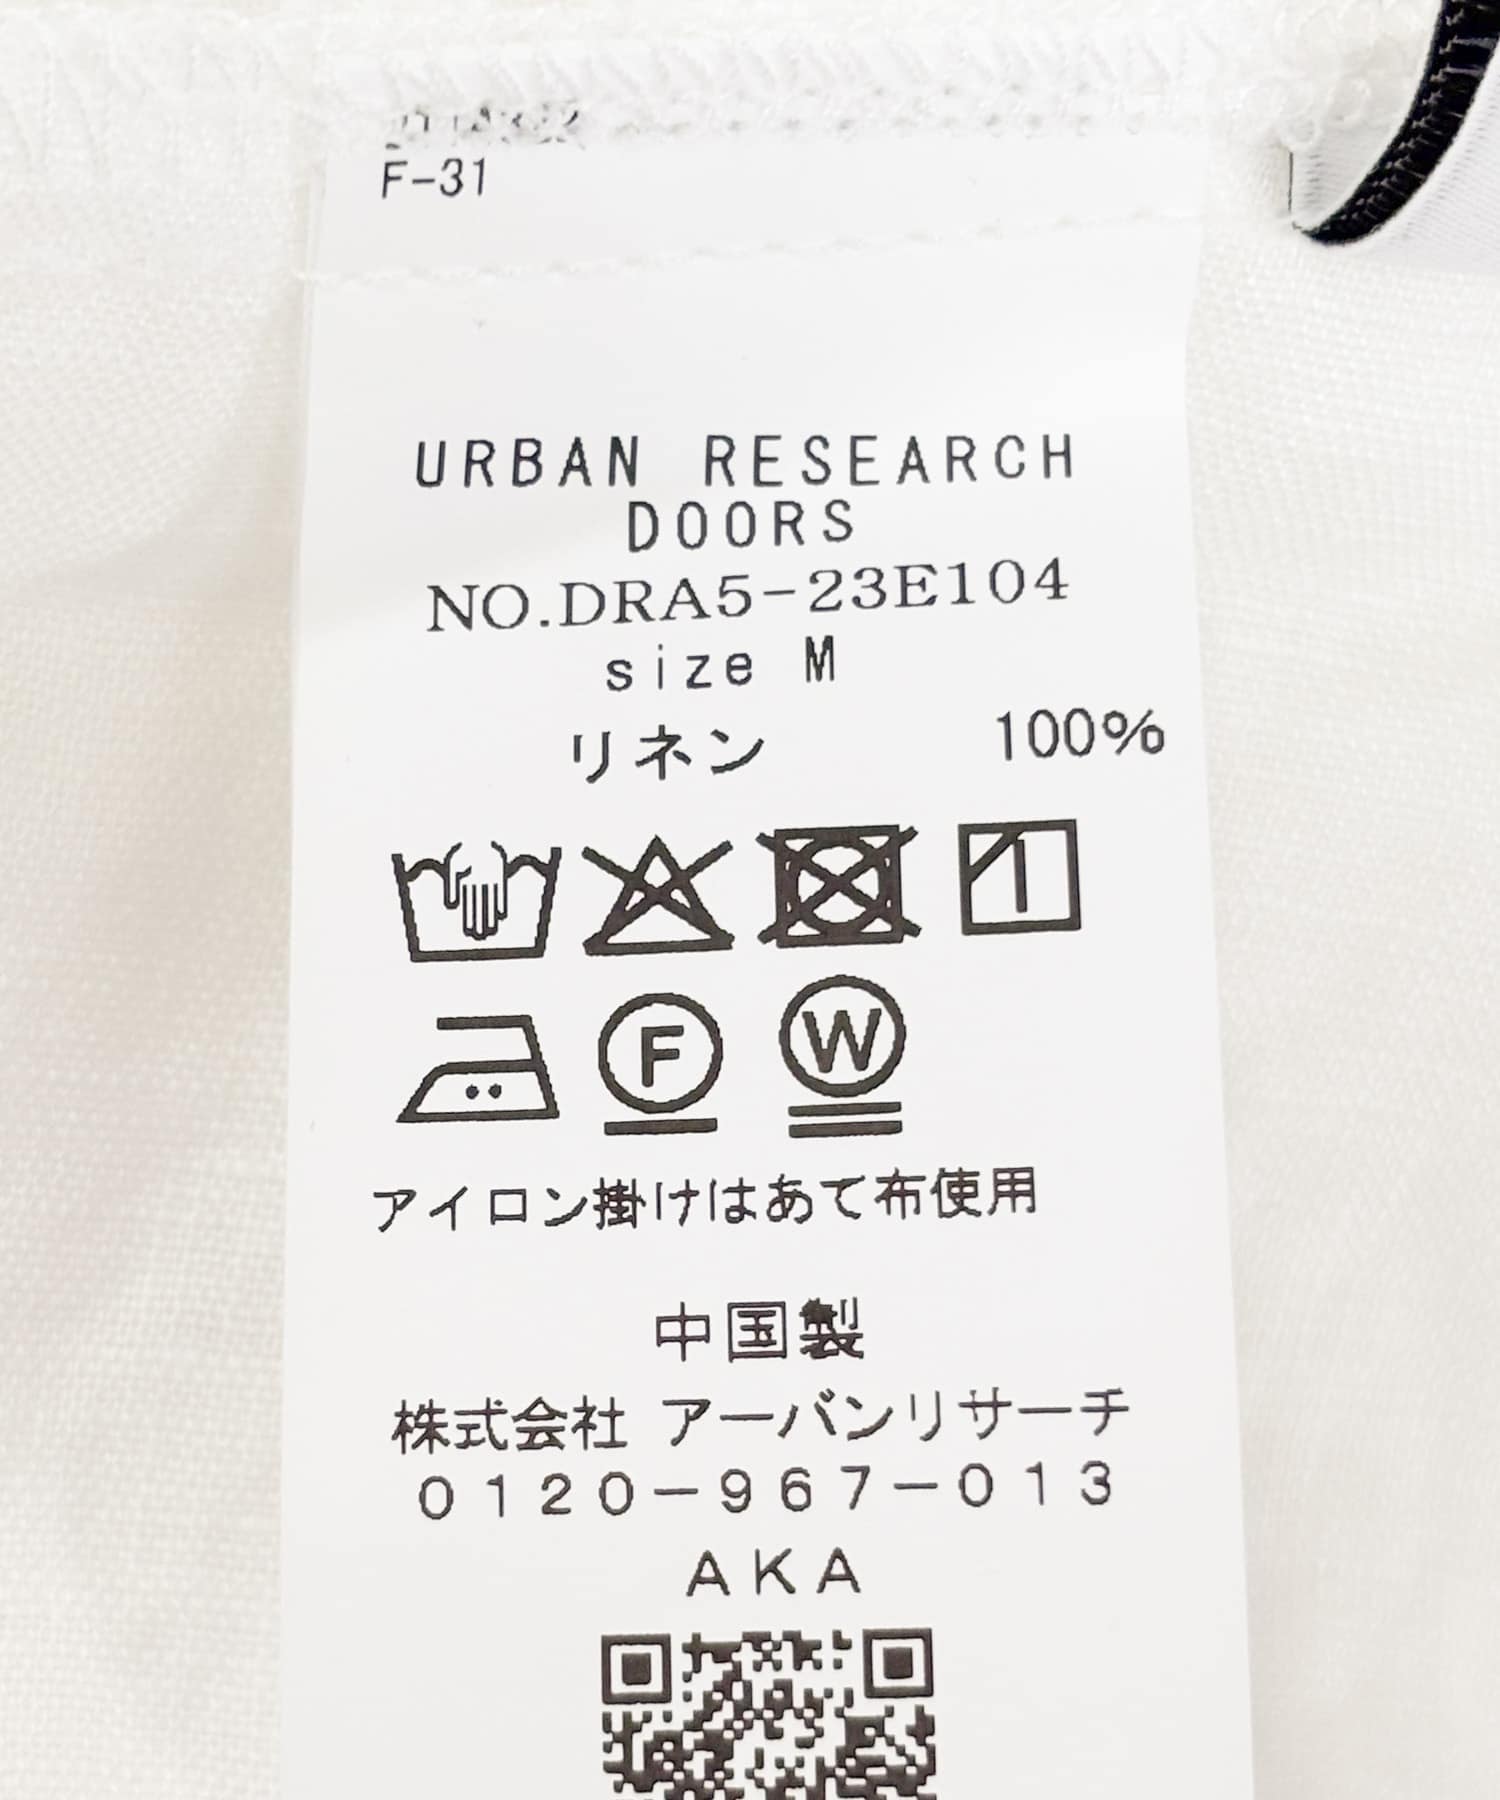 F-31
URBAN RESEARCH
DOORS
NO.DRA5-23E104
size M
リネン 100%
F W
アイロン掛けはあて布使用
中国製
株式会社 アーバンリサーチ
0120-967-013
AKA